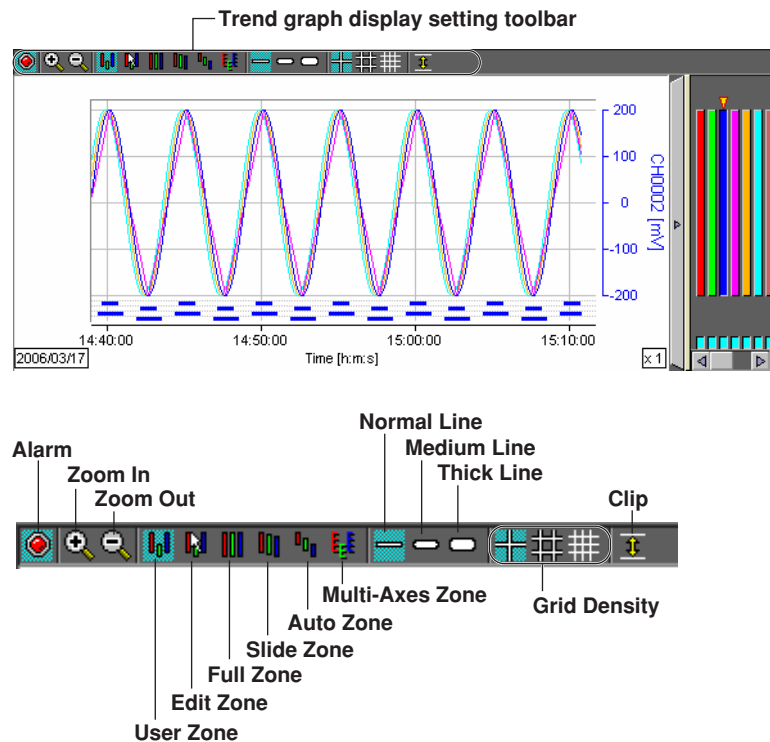 Trend graph display setting toolbar
200
100
0
-100
-200
CH0002 [mV]
14:40:00
14:50:00
15:00:00
15:10:00
2006/03/17
Time [h:m:s]
x 1
Normal Line
Medium Line
Thick Line
Alarm
Zoom In
Zoom Out
Clip
Multi-Axes Zone
Grid Density
Auto Zone
Slide Zone
Full Zone
Edit Zone
User Zone